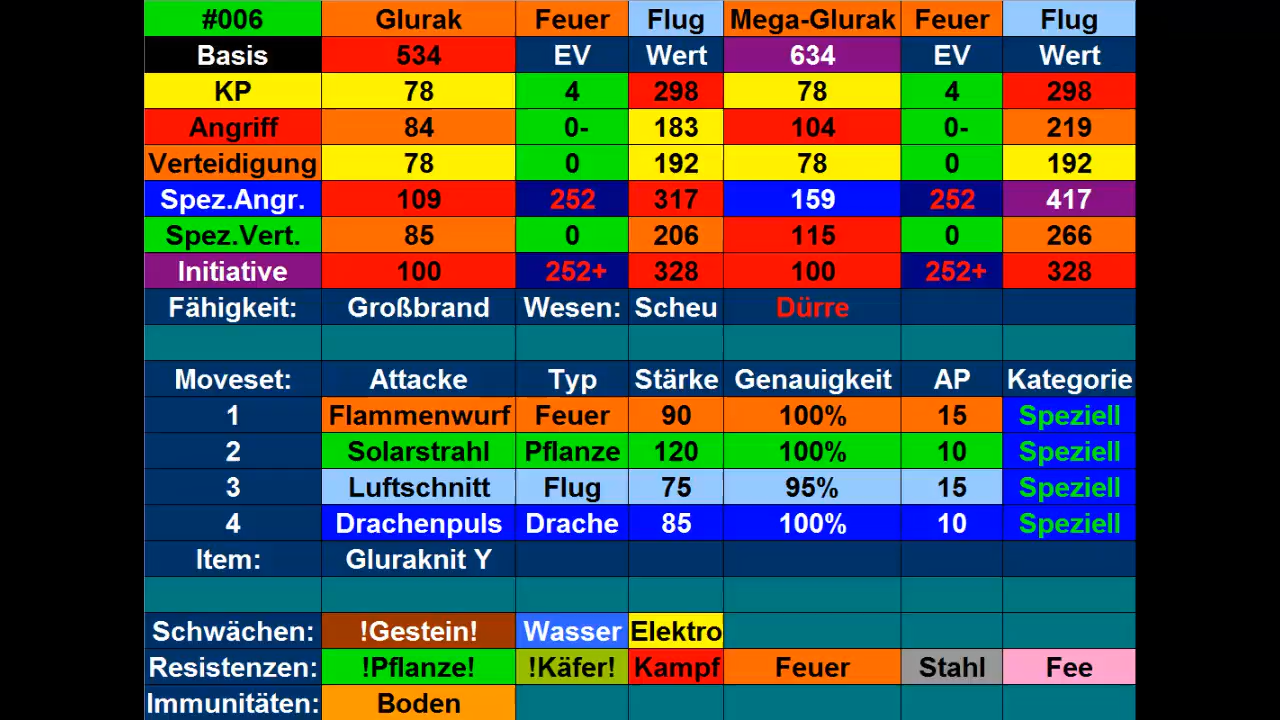 #006 Glurak Feuer Flug Mega-Glurak Feuer Flug
Basis 534 EV Wert 634 EV Wert
KP 78 4 298 78 4 298
Angriff 84 0- 183 104 0- 219
Verteidigung 78 0 192 78 0 192
Spez.Angr. 109 252 317 159 252 417
Spez.Vert. 85 0 206 115 0 266
Initiative 100 252+ 328 100 252+ 328
Fähigkeit: Großbrand Wesen: Scheu Dürre
Moveset: Attacke Typ Stärke Genauigkeit AP Kategorie
1 Flammenwurf Feuer 90 100% 15 Speziell
2 Solarstrahl Pflanze 120 100% 10 Speziell
3 Luftschnitt Flug 75 95% 15 Speziell
4 Drachenpuls Drache 85 100% 10 Speziell
Item: Gluraknit Y
Schwächen: !Gestein! Wasser Elektro
Resistenzen: !Pflanze! !Käfer! Kampf Feuer Stahl Fee
Immunitäten: Boden